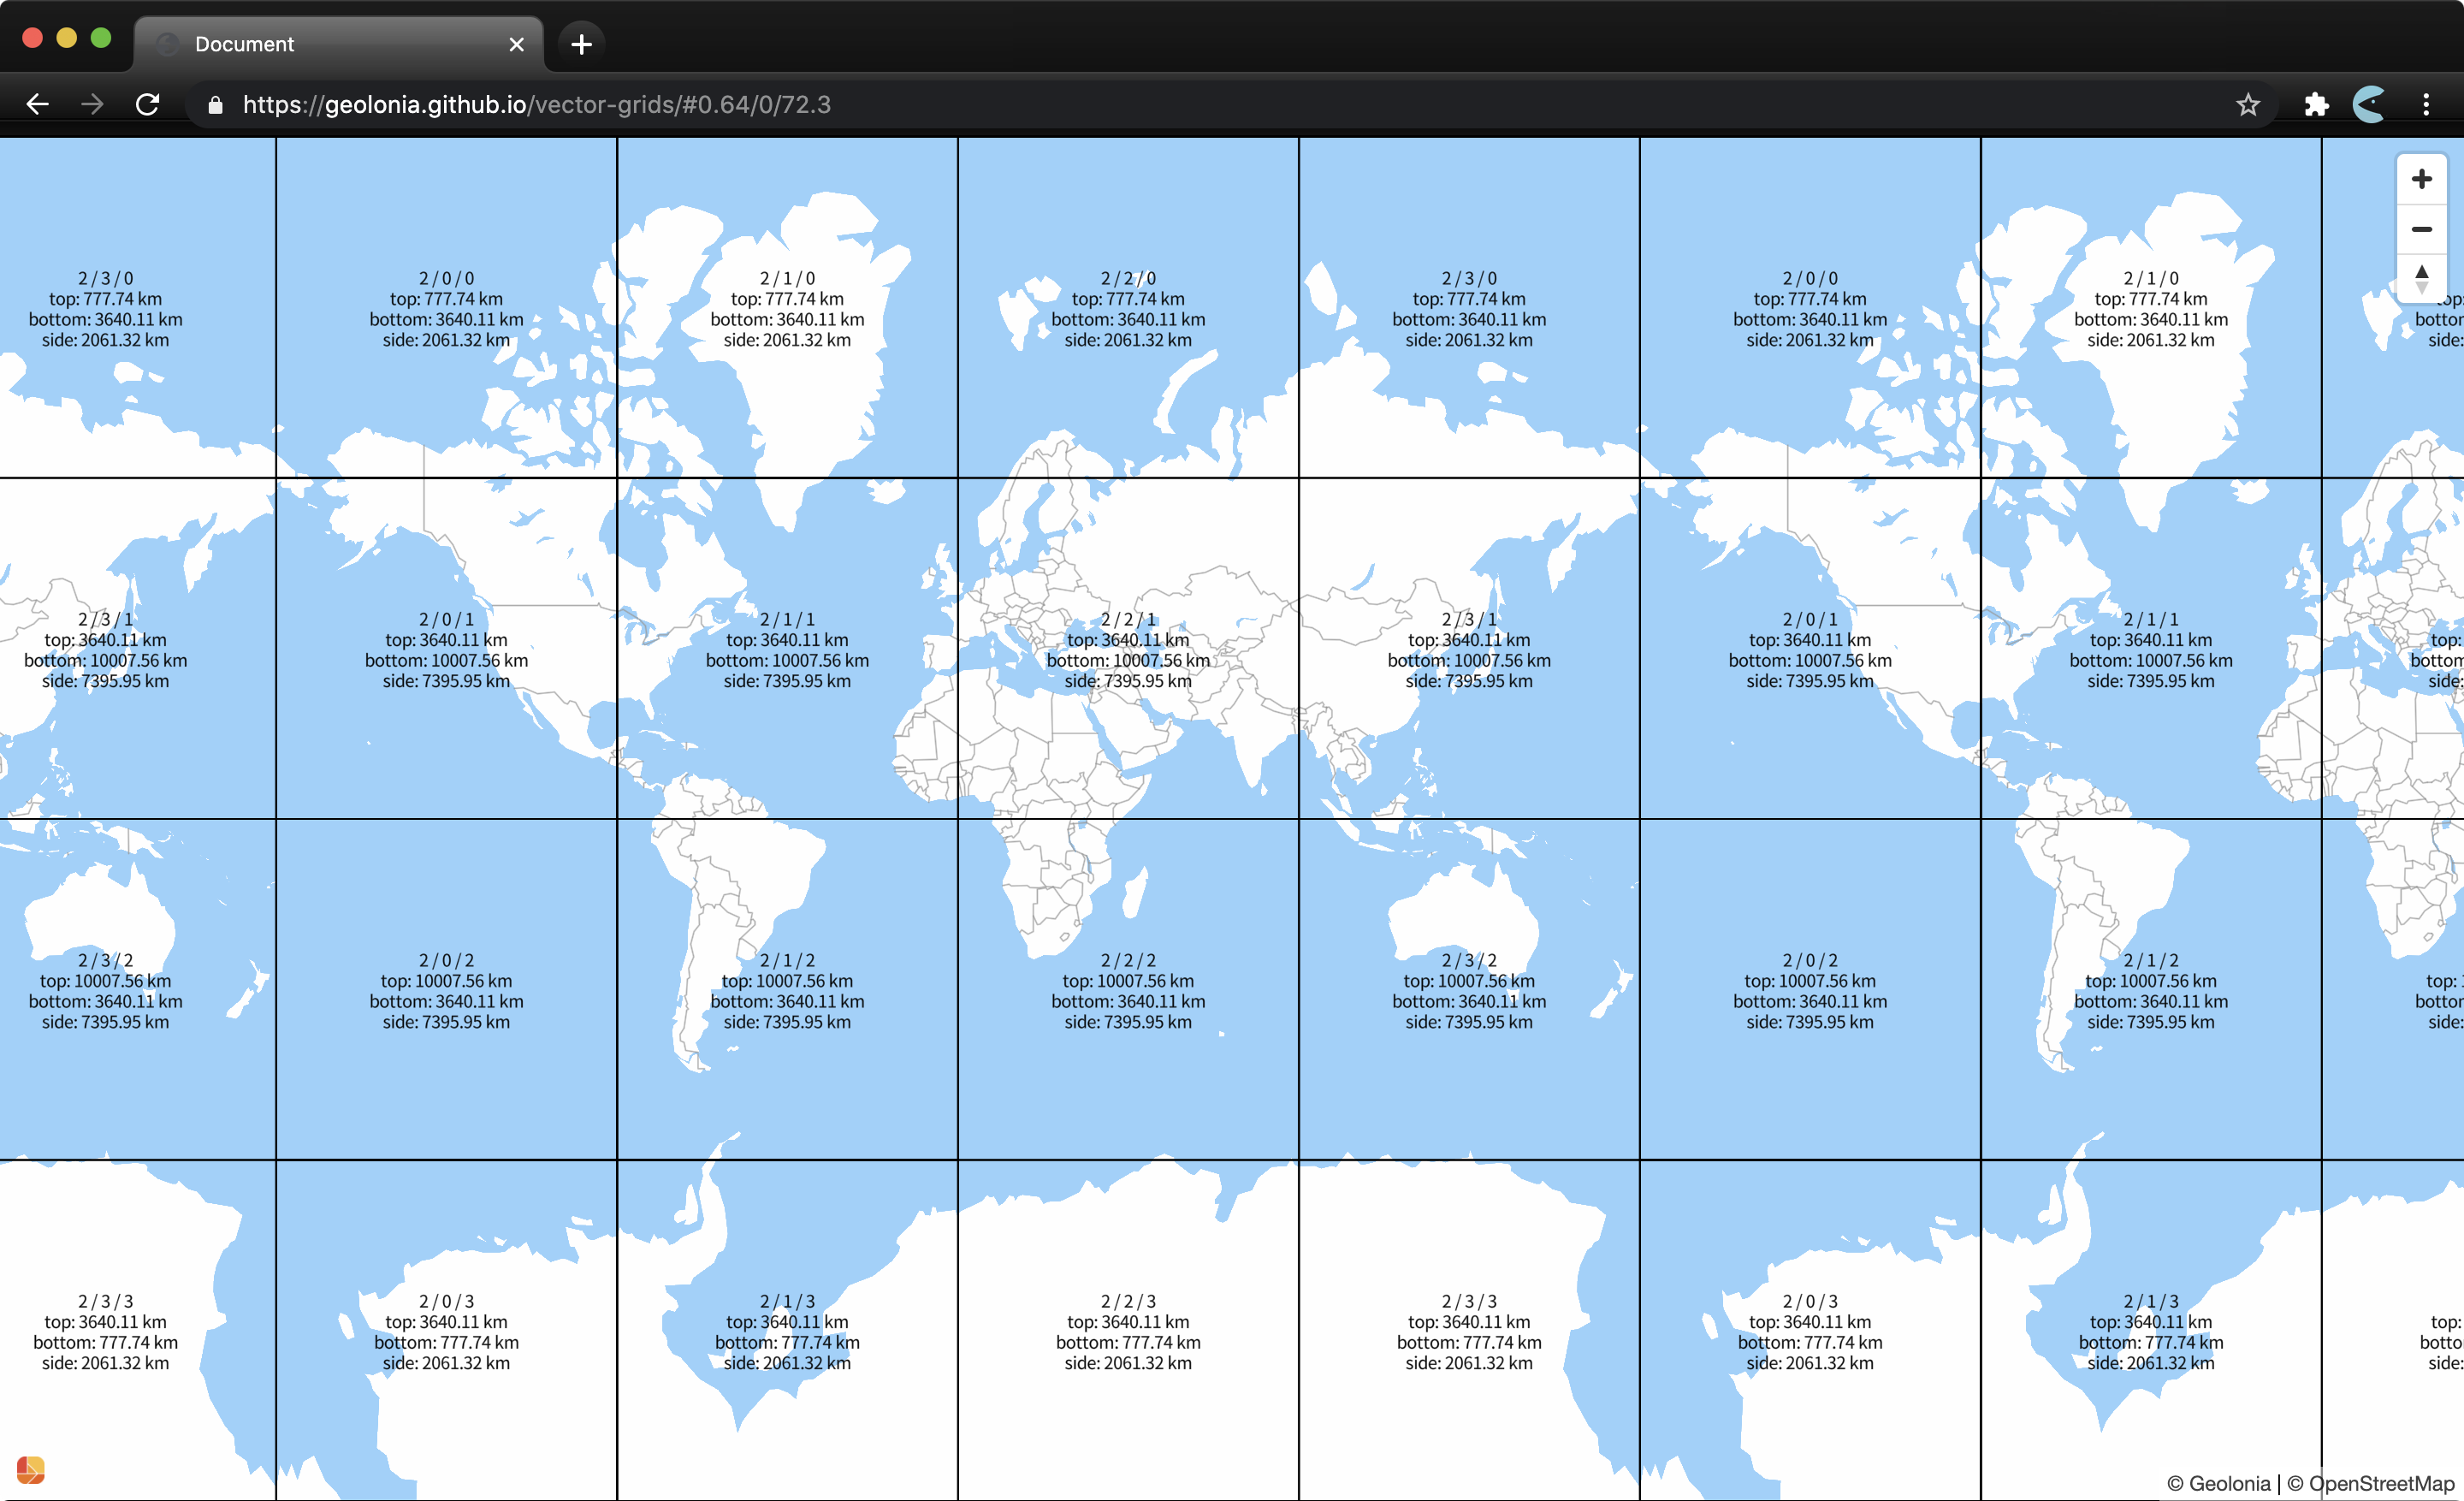 Document
https://geolonia.github.io/vector-grids/#0.64/0/72.3
2 / 3 / 0
top: 777.74 km
bottom: 3640.11 km
side: 2061.32 km
2 / 0 / 0
top: 777.74 km
bottom: 3640.11 km
side: 2061.32 km
2 / 1 / 0
top: 777.74 km
bottom: 3640.11 km
side: 2061.32 km
2 / 2 / 0
top: 777.74 km
bottom: 3640.11 km
side: 2061.32 km
2 / 3 / 0
top: 777.74 km
bottom: 3640.11 km
side: 2061.32 km
2 / 0 / 0
top: 777.74 km
bottom: 3640.11 km
side: 2061.32 km
2 / 1 / 0
top: 777.74 km
bottom: 3640.11 km
side: 2061.32 km
side:
2 / 3 / 1
top: 3640.11 km
bottom: 10007.56 km
side: 7395.95 km
2 / 0 / 1
top: 3640.11 km
bottom: 10007.56 km
side: 7395.95 km
2 / 1 / 1
top: 3640.11 km
bottom: 10007.56 km
side: 7395.95 km
2 / 2 / 1
top: 3640.11 km
bottom: 10007.56 km
side: 7395.95 km
2 / 3 / 1
top: 3640.11 km
bottom: 10007.56 km
side: 7395.95 km
2 / 0 / 1
top: 3640.11 km
bottom: 10007.56 km
side: 7395.95 km
2 / 1 / 1
top: 3640.11 km
bottom: 10007.56 km
side: 7395.95 km
top:
side:
2 / 3 / 2
top: 10007.56 km
bottom: 3640.11 km
side: 7395.95 km
2 / 0 / 2
top: 10007.56 km
bottom: 3640.11 km
side: 7395.95 km
2 / 1 / 2
top: 10007.56 km
bottom: 3640.11 km
side: 7395.95 km
2 / 2 / 2
top: 10007.56 km
bottom: 3640.11 km
side: 7395.95 km
2 / 3 / 2
top: 10007.56 km
bottom: 3640.11 km
side: 7395.95 km
2 / 0 / 2
top: 10007.56 km
bottom: 3640.11 km
side: 7395.95 km
2 / 1 / 2
top: 10007.56 km
bottom: 3640.11 km
side: 7395.95 km
top:
side:
2 / 3 / 3
top: 3640.11 km
bottom: 777.74 km
side: 2061.32 km
2 / 0 / 3
top: 3640.11 km
bottom: 777.74 km
side: 2061.32 km
2 / 1 / 3
top: 3640.11 km
bottom: 777.74 km
side: 2061.32 km
2 / 2 / 3
top: 3640.11 km
bottom: 777.74 km
side: 2061.32 km
2 / 3 / 3
top: 3640.11 km
bottom: 777.74 km
side: 2061.32 km
2 / 0 / 3
top: 3640.11 km
bottom: 777.74 km
side: 2061.32 km
2 / 1 / 3
top: 3640.11 km
bottom: 777.74 km
side: 2061.32 km
top:
side:
© Geolonia | © OpenStreetMap